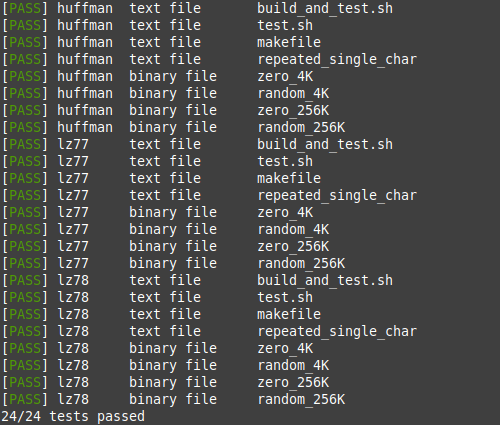 [PASS] huffman  text file       build_and_test.sh
[PASS] huffman  text file       test.sh
[PASS] huffman  text file       makefile
[PASS] huffman  text file       repeated_single_char
[PASS] huffman  binary file     zero_4K
[PASS] huffman  binary file     random_4K
[PASS] huffman  binary file     zero_256K
[PASS] huffman  binary file     random_256K
[PASS] lz77     text file       build_and_test.sh
[PASS] lz77     text file       test.sh
[PASS] lz77     text file       makefile
[PASS] lz77     text file       repeated_single_char
[PASS] lz77     binary file     zero_4K
[PASS] lz77     binary file     random_4K
[PASS] lz77     binary file     zero_256K
[PASS] lz77     binary file     random_256K
[PASS] lz78     text file       build_and_test.sh
[PASS] lz78     text file       test.sh
[PASS] lz78     text file       makefile
[PASS] lz78     text file       repeated_single_char
[PASS] lz78     binary file     zero_4K
[PASS] lz78     binary file     random_4K
[PASS] lz78     binary file     zero_256K
[PASS] lz78     binary file     random_256K
24/24 tests passed